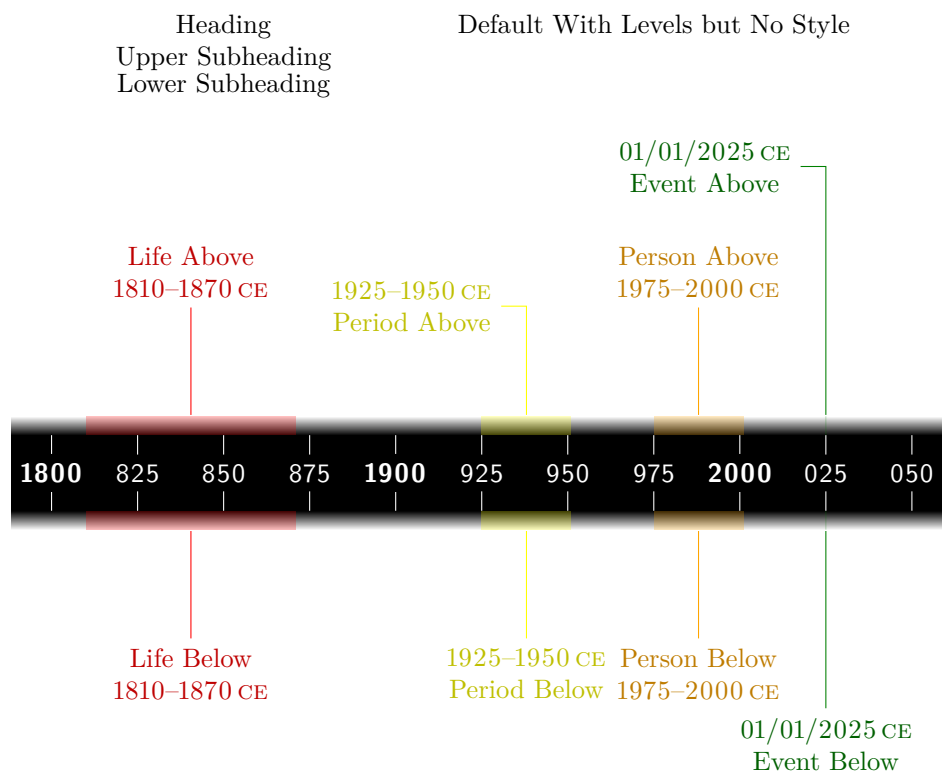 Heading
Upper Subheading
Lower Subheading
Default With Levels but No Style
01/01/2025 CE
Event Above
Life Above
1810–1870 CE
1925–1950 CE
Period Above
Person Above
1975–2000 CE
1800 825 850 875 1900 925 950 975 2000 025 050
Life Below
1810–1870 CE
1925–1950 CE
Period Below
Person Below
1975–2000 CE
01/01/2025 CE
Event Below